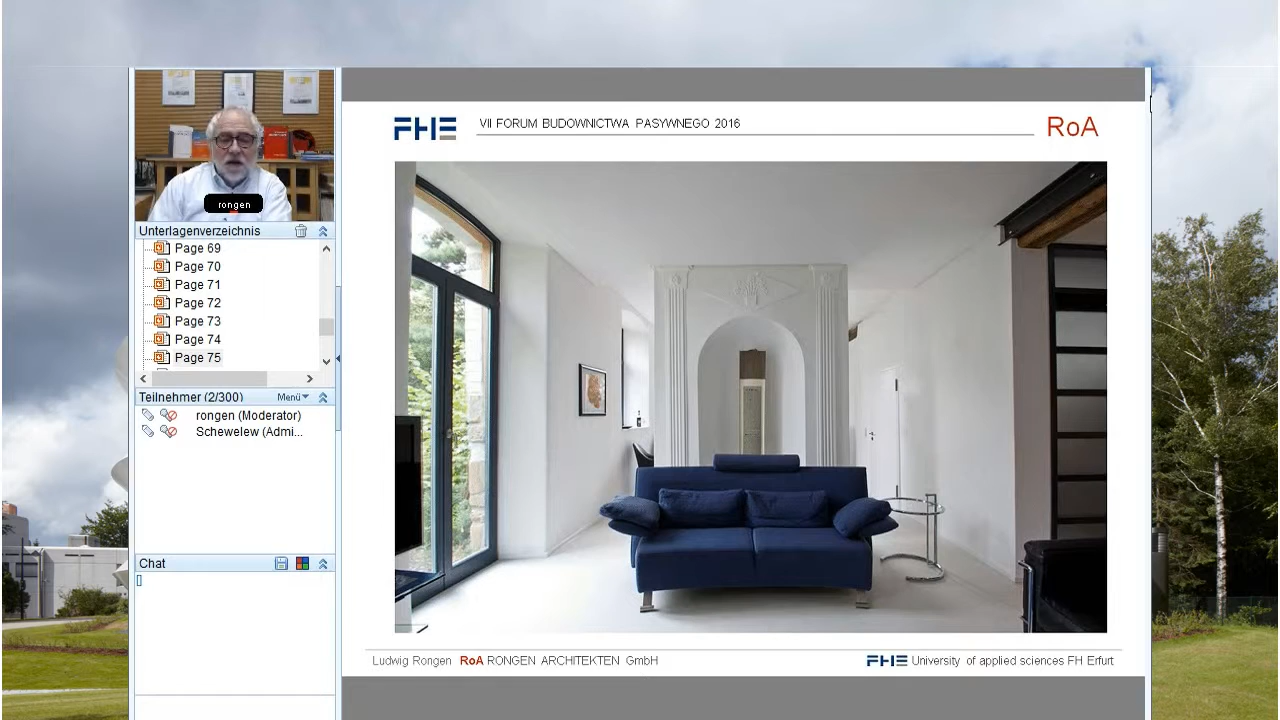 rongen
Unterlagenverzeichnis
Page 69
Page 70
Page 71
Page 72
Page 73
Page 74
Page 75
Teilnehmer (2/300)
Menü
rongen (Moderator)
Schewelew (Admi...
Chat
FHE
VII FORUM BUDOWNICTWA PASYWNEGO 2016
RoA
Ludwig Rongen RoA RONGEN ARCHITEKTEN GmbH
FHE University of applied sciences FH Erfurt